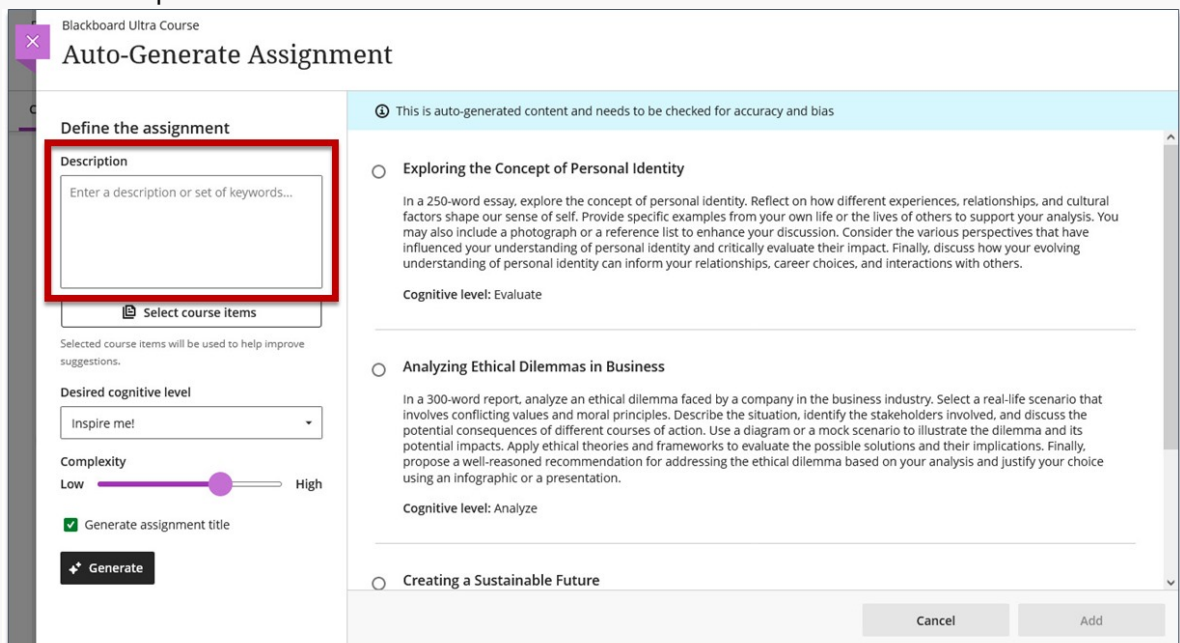 Blackboard Ultra Course
Auto-Generate Assignment
Define the assignment
Description
Enter a description or set of keywords...
Select course items
Selected course items will be used to help improve
suggestions.
Desired cognitive level
Inspire me!
Complexity
Low
High
Generate assignment title
Generate
This is auto-generated content and needs to be checked for accuracy and bias
Exploring the Concept of Personal Identity
In a 250-word essay, explore the concept of personal identity. Reflect on how different experiences, relationships, and cultural
factors shape our sense of self. Provide specific examples from your own life or the lives of others to support your analysis. You
may also include a photograph or a reference list to enhance your discussion. Consider the various perspectives that have
influenced your understanding of personal identity and critically evaluate their impact. Finally, discuss how your evolving
understanding of personal identity can inform your relationships, career choices, and interactions with others.
Cognitive level: Evaluate
Analyzing Ethical Dilemmas in Business
In a 300-word report, analyze an ethical dilemma faced by a company in the business industry. Select a real-life scenario that
involves conflicting values and moral principles. Describe the situation, identify the stakeholders involved, and discuss the
potential consequences of different courses of action. Use a diagram or a mock scenario to illustrate the dilemma and its
potential impacts. Apply ethical theories and frameworks to evaluate the possible solutions and their implications. Finally,
propose a well-reasoned recommendation for addressing the ethical dilemma based on your analysis and justify your choice
using an infographic or a presentation.
Cognitive level: Analyze
Creating a Sustainable Future
Cancel
Add